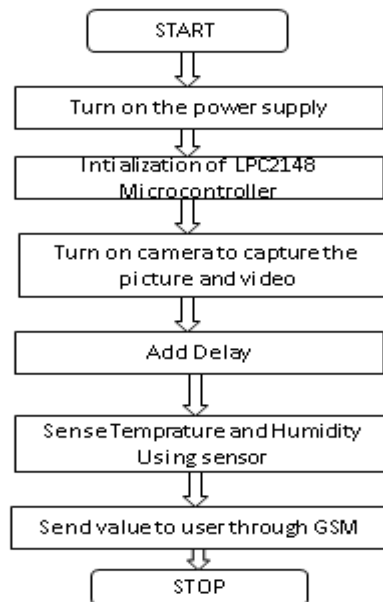 START
Turn on the power supply
Intialization of LPC2148
Microcontroller
Turn on camera to capture the
picture and video
Add Delay
Sense Temprature and Humidity
Using sensor
Send value to user through GSM
STOP